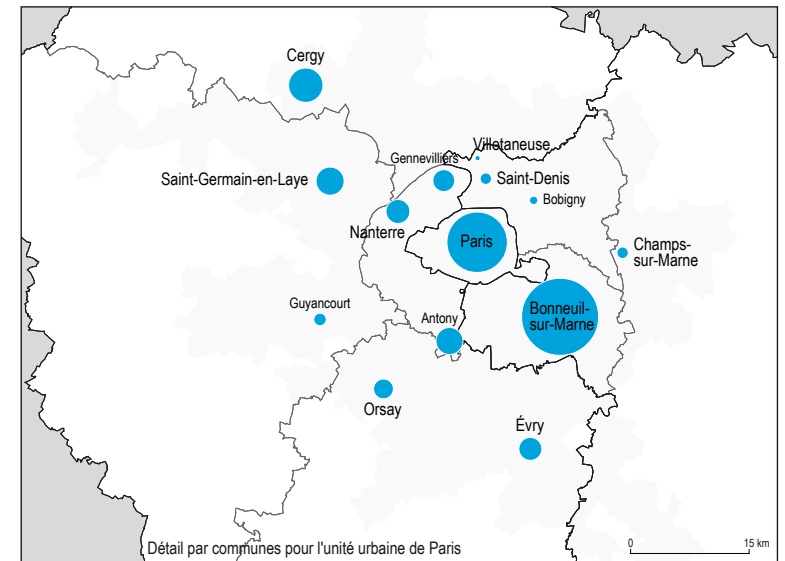 Cergy
Villetaneuse
Gennevilliers
Saint-Germain-en-Laye
Saint-Denis
Bobigny
Nanterre
Paris
Champs-
sur-Marne
Guyancourt
Antony
Bonneuil-
sur-Marne
Orsay
Évry
Détail par communes pour l'unité urbaine de Paris
0 15 km